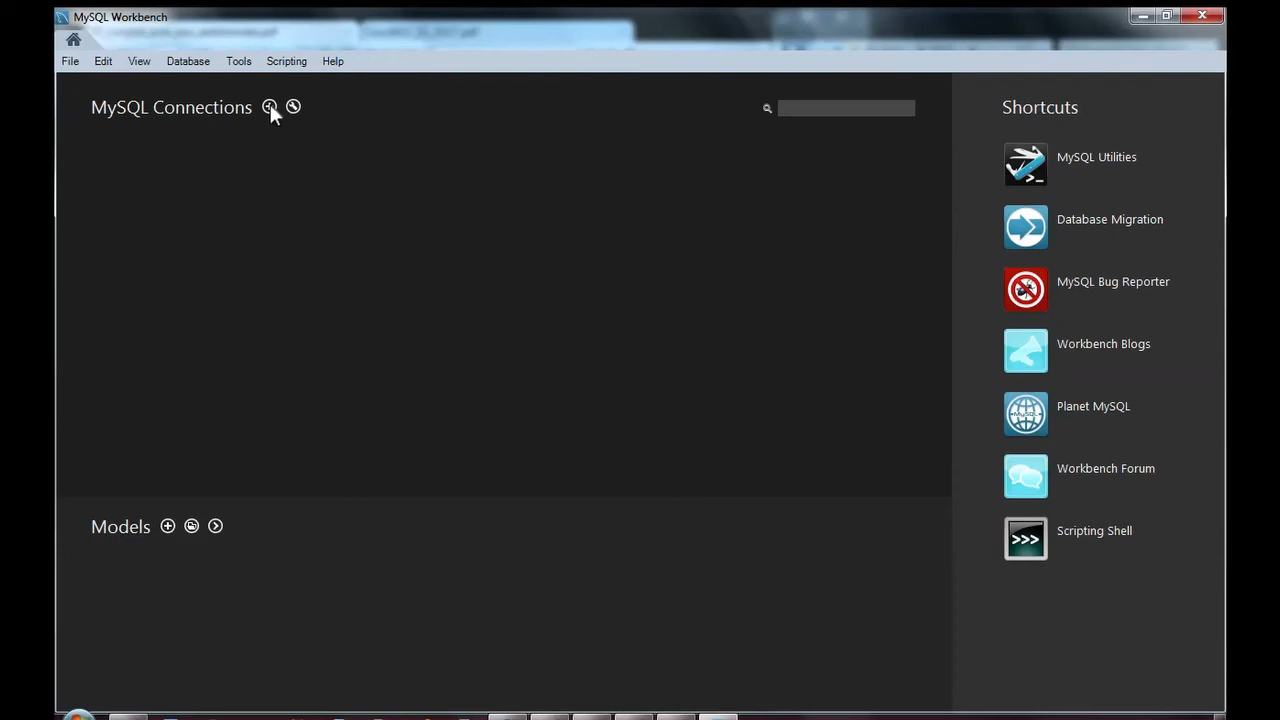 MySQL Workbench
File Edit View Database Tools Scripting Help
MySQL Connections
Shortcuts
MySQL Utilities
Database Migration
MySQL Bug Reporter
Workbench Blogs
Planet MySQL
Workbench Forum
Scripting Shell
Models